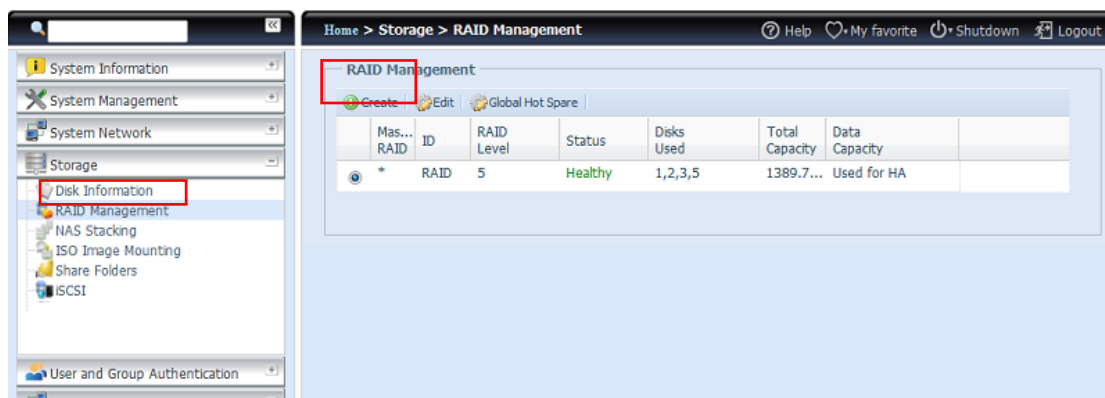 Home > Storage > RAID Management
Help My favorite Shutdown Logout
System Information
System Management
System Network
Storage
Disk Information
RAID Management
NAS Stacking
ISO Image Mounting
Share Folders
iSCSI
User and Group Authentication
RAID Management
Create Edit Global Hot Spare
Mas... RAID ID RAID Level Status Disks Used Total Capacity Data Capacity
* RAID 5 Healthy 1,2,3,5 1389.7... Used for HA